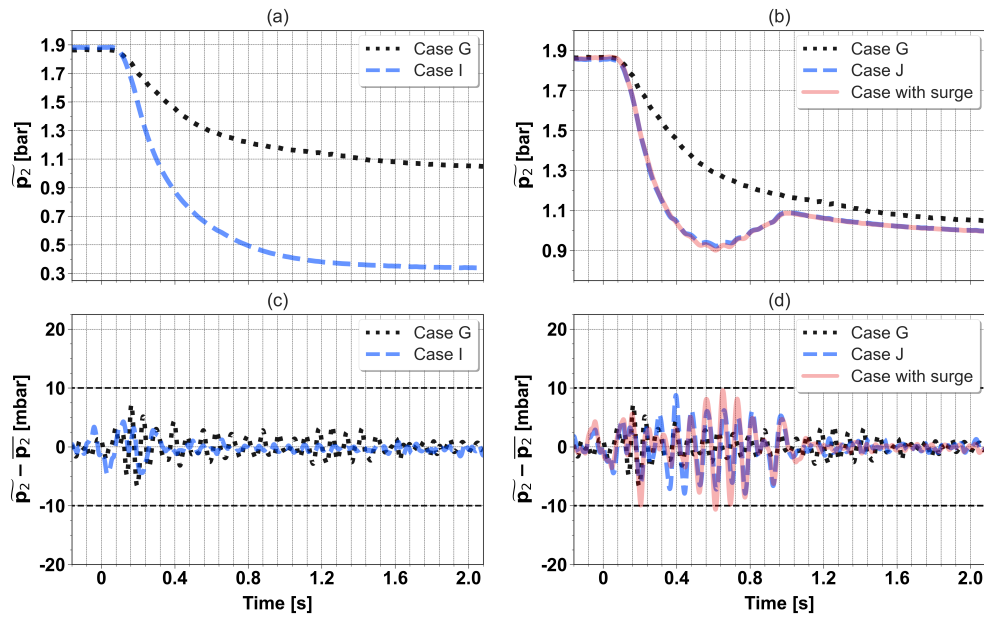 (a)
1.9
1.7
1.5
1.3
1.1
0.9
0.7
0.5
0.3
p̃₂ [bar]
Case G
Case I
(b)
1.9
1.7
1.5
1.3
1.1
0.9
p̃₂ [bar]
Case G
Case J
Case with surge
(c)
20
10
0
-10
-20
p̃₂ − p̅₂ [mbar]
Case G
Case I
0 0.4 0.8 1.2 1.6 2.0
Time [s]
(d)
20
10
0
-10
-20
p̃₂ − p̅₂ [mbar]
Case G
Case J
Case with surge
0 0.4 0.8 1.2 1.6 2.0
Time [s]